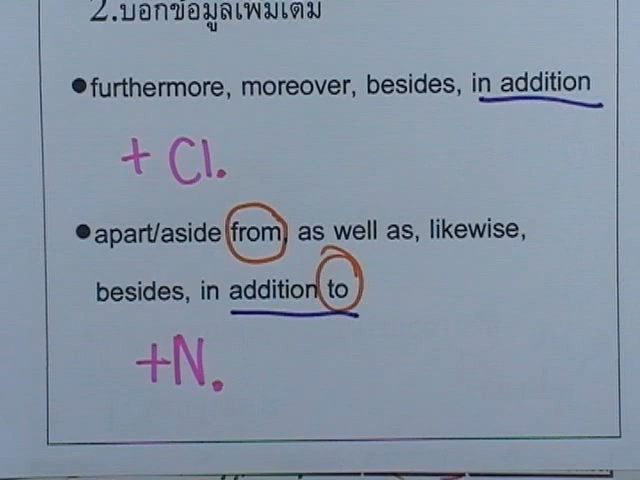 2.บอกข้อมูลเพิ่มเติม
●furthermore, moreover, besides, in addition
+ Cl.
●apart/aside from, as well as, likewise,
besides, in addition to
+N.